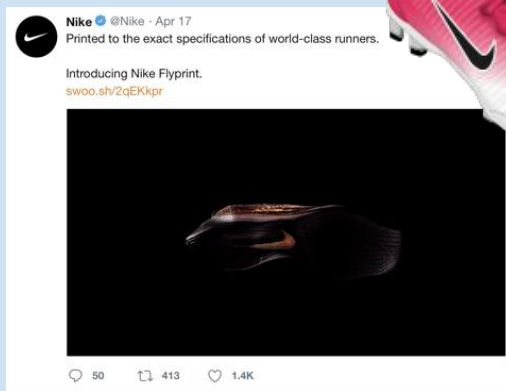 Nike @Nike · Apr 17
Printed to the exact specifications of world-class runners.
Introducing Nike Flyprint.
swoo.sh/2qEKkpr
50 413 1.4K